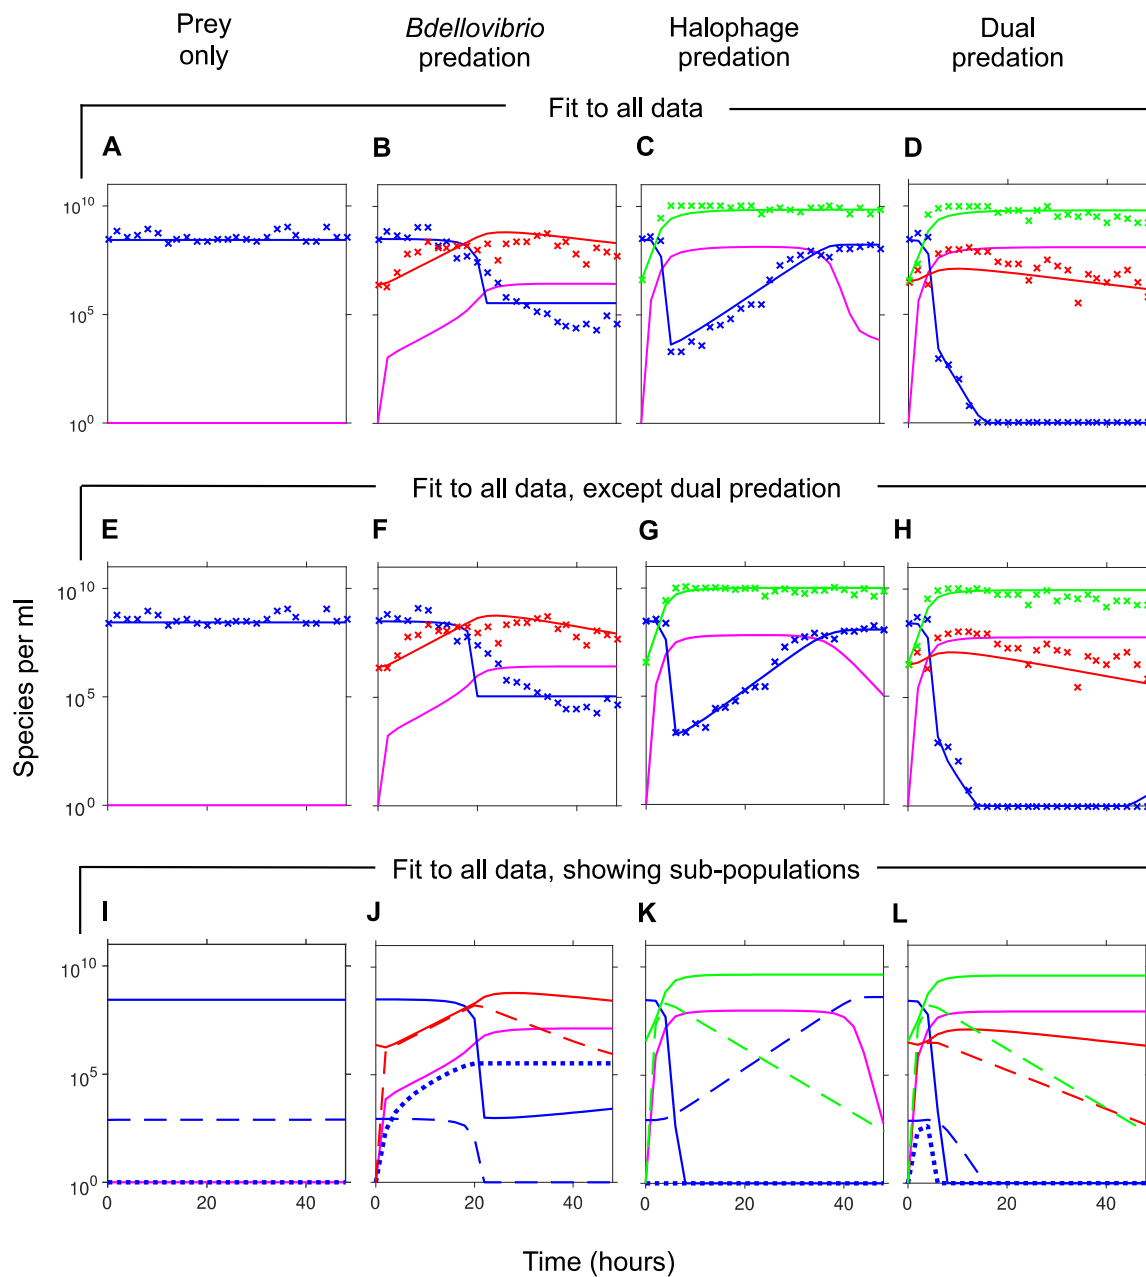 Prey
only
Bdellovibrio
predation
Halophage
predation
Dual
predation
Fit to all data
A
B
C
D
10^10
10^5
10^0
Fit to all data, except dual predation
E
F
G
H
10^10
10^5
10^0
0
20
40
Species per ml
Fit to all data, showing sub-populations
I
J
K
L
10^10
10^5
10^0
0 20 40
0 20 40
0 20 40
0 20 40
Time (hours)